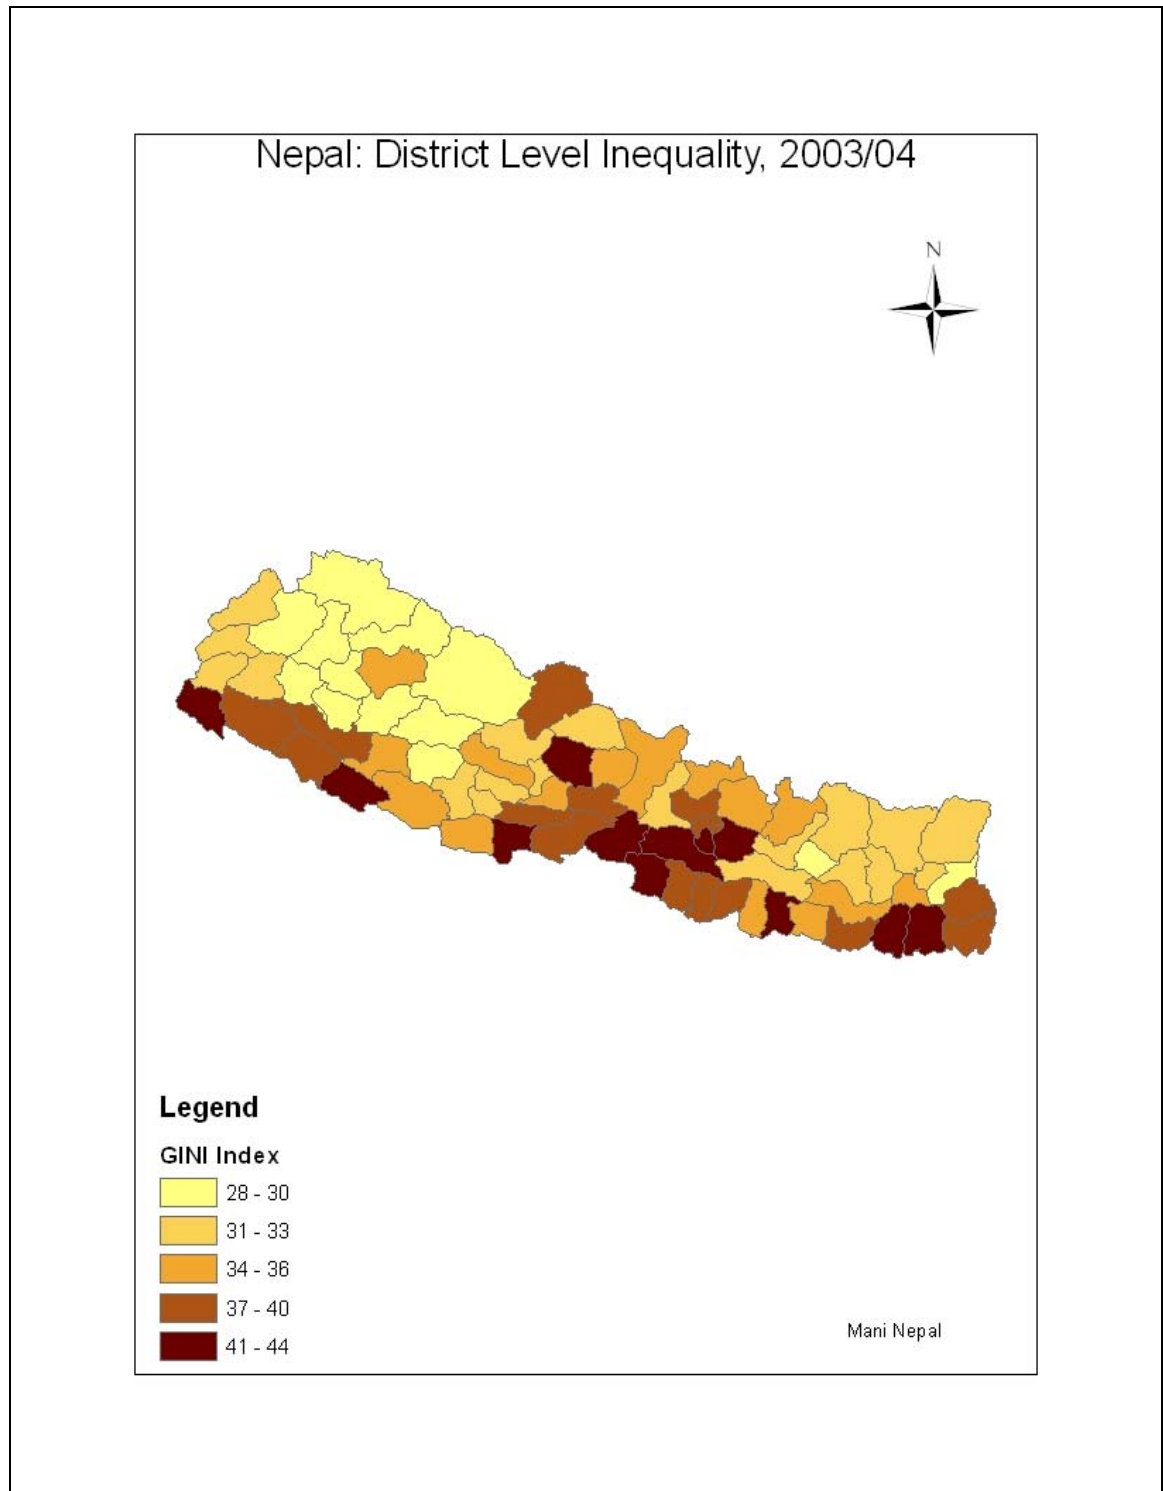 Nepal: District Level Inequality, 2003/04
N
Legend
GINI Index
28 - 30
31 - 33
34 - 36
37 - 40
41 - 44
Mani Nepal